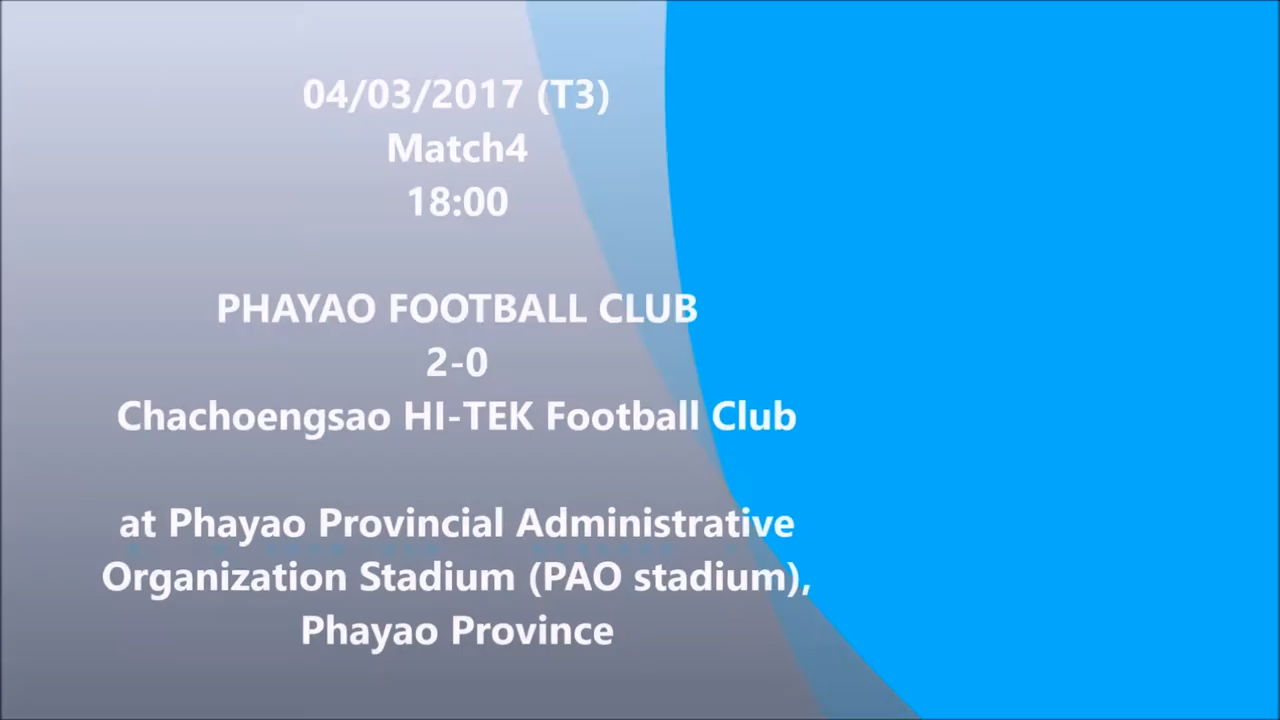 04/03/2017 (T3)
Match4
18:00
PHAYAO FOOTBALL CLUB
2-0
Chachoengsao HI-TEK Football Club
at Phayao Provincial Administrative
Organization Stadium (PAO stadium),
Phayao Province